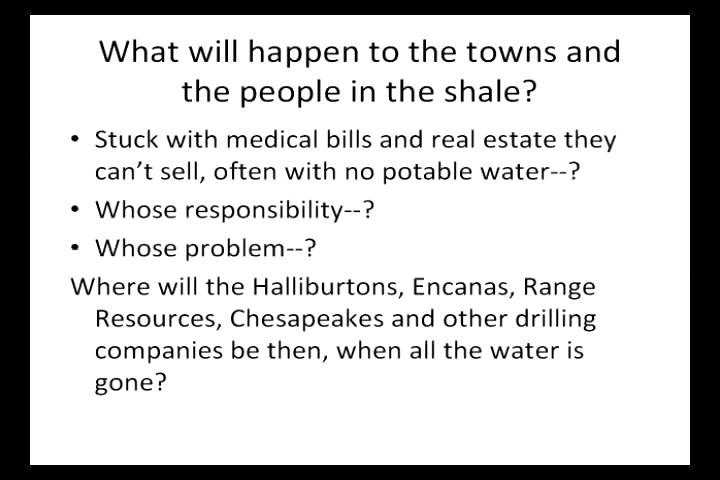 What will happen to the towns and
the people in the shale?
• Stuck with medical bills and real estate they
can't sell, often with no potable water--?
• Whose responsibility--?
• Whose problem--?
Where will the Halliburtons, Encanas, Range
Resources, Chesapeakes and other drilling
companies be then, when all the water is
gone?